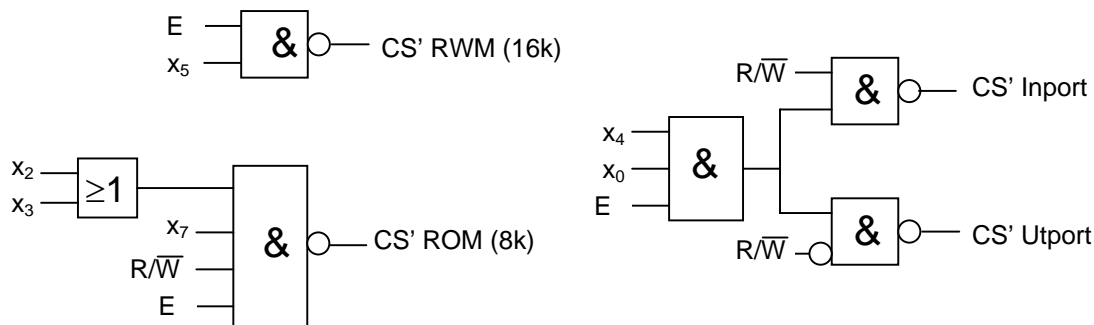 E
x5
&
CS' RWM (16k)
x2
x3
≥1
x7
R/W̅
E
&
CS' ROM (8k)
x4
x0
E
&
R/W̅
&
CS' Inport
R/W̅
&
CS' Utport